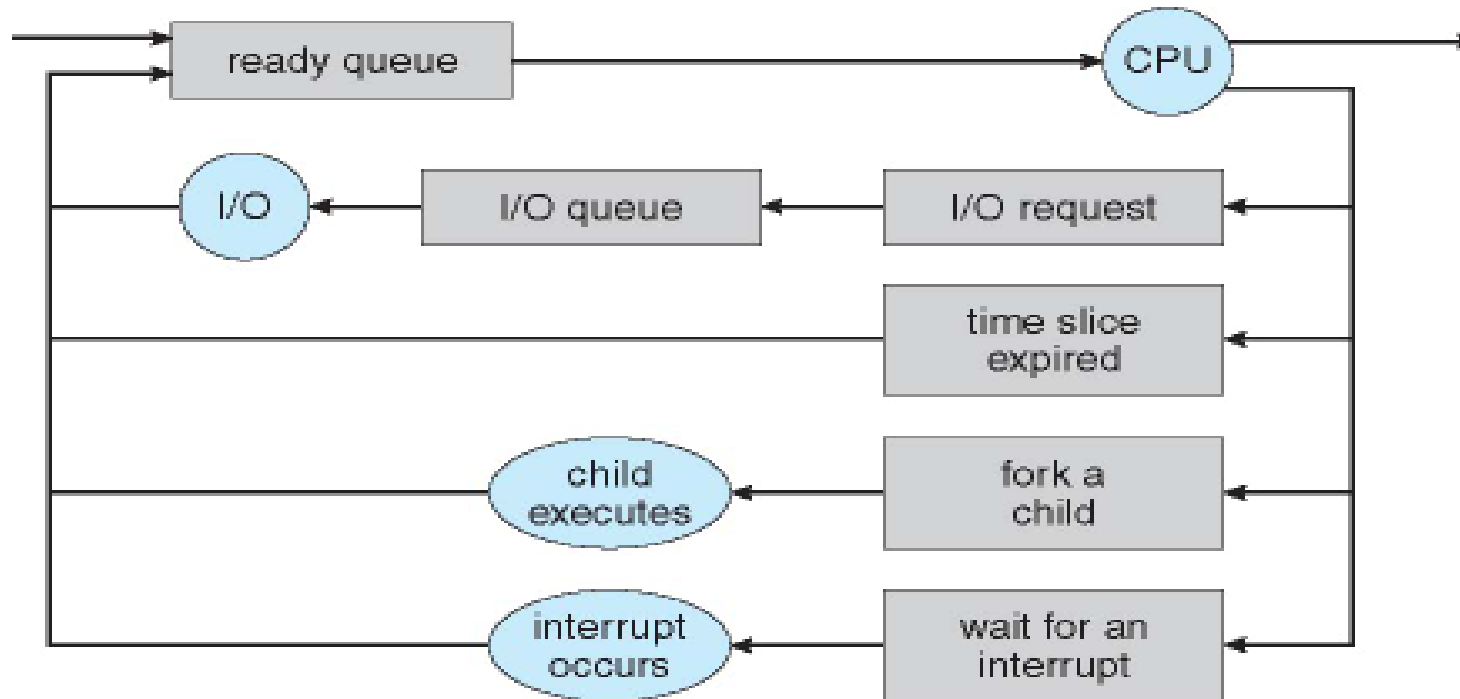 ready queue
CPU
I/O
I/O queue
I/O request
time slice
expired
child
executes
fork a
child
interrupt
occurs
wait for an
interrupt